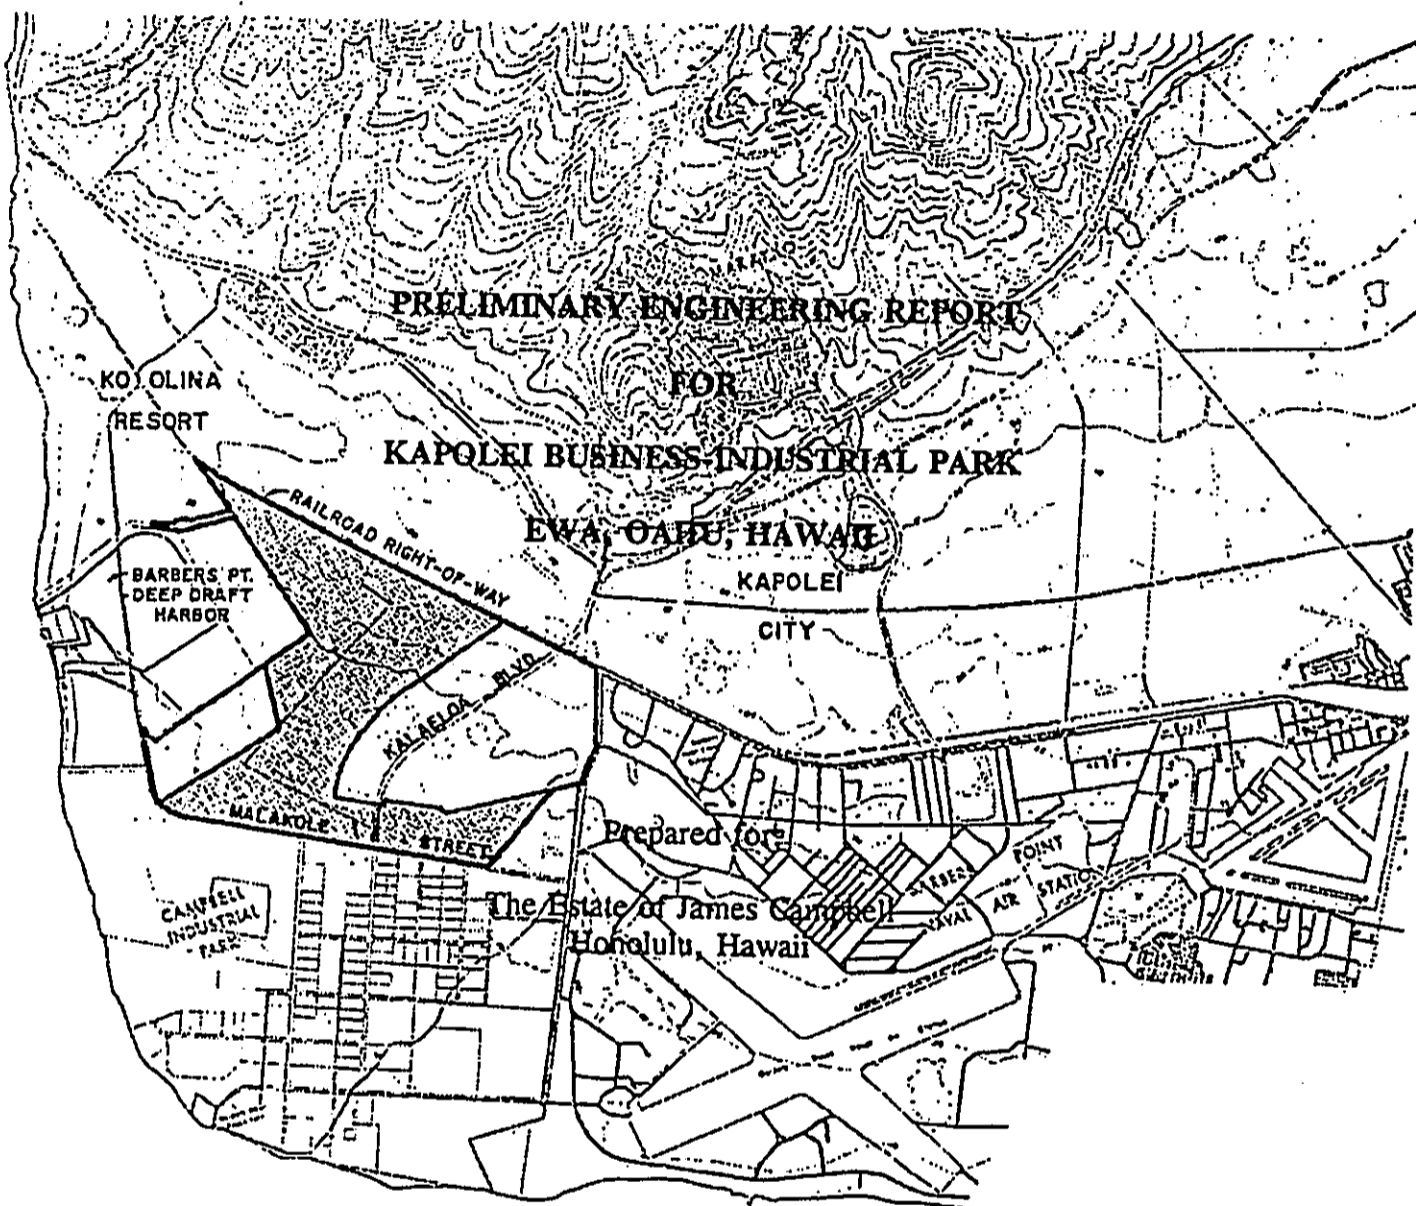 MAKAKILO
PRELIMINARY ENGINEERING REPORT
FOR
KAPOLEI BUSINESS-INDUSTRIAL PARK
EWA, OAHU, HAWAII
KO OLINA
RESORT
RAILROAD RIGHT-OF-WAY
BARBERS PT.
DEEP DRAFT
HARBOR
KAPOLEI
CITY
KALAELOA BLVD
MALAKOLE STREET
Prepared for:
The Estate of James Campbell
Honolulu, Hawaii
BARBERS POINT
NAVAL AIR STATION
CAMPBELL
INDUSTRIAL
PARK